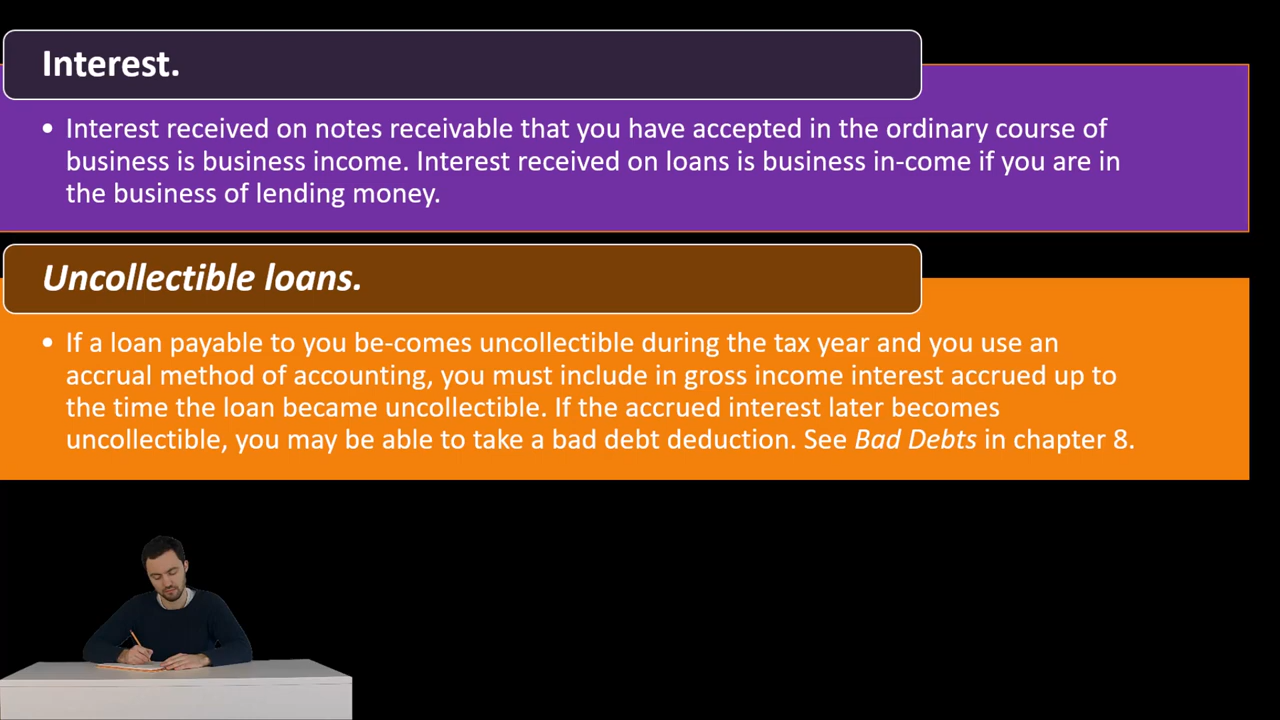 Interest.
• Interest received on notes receivable that you have accepted in the ordinary course of
business is business income. Interest received on loans is business in-come if you are in
the business of lending money.
Uncollectible loans.
• If a loan payable to you be-comes uncollectible during the tax year and you use an
accrual method of accounting, you must include in gross income interest accrued up to
the time the loan became uncollectible. If the accrued interest later becomes
uncollectible, you may be able to take a bad debt deduction. See Bad Debts in chapter 8.